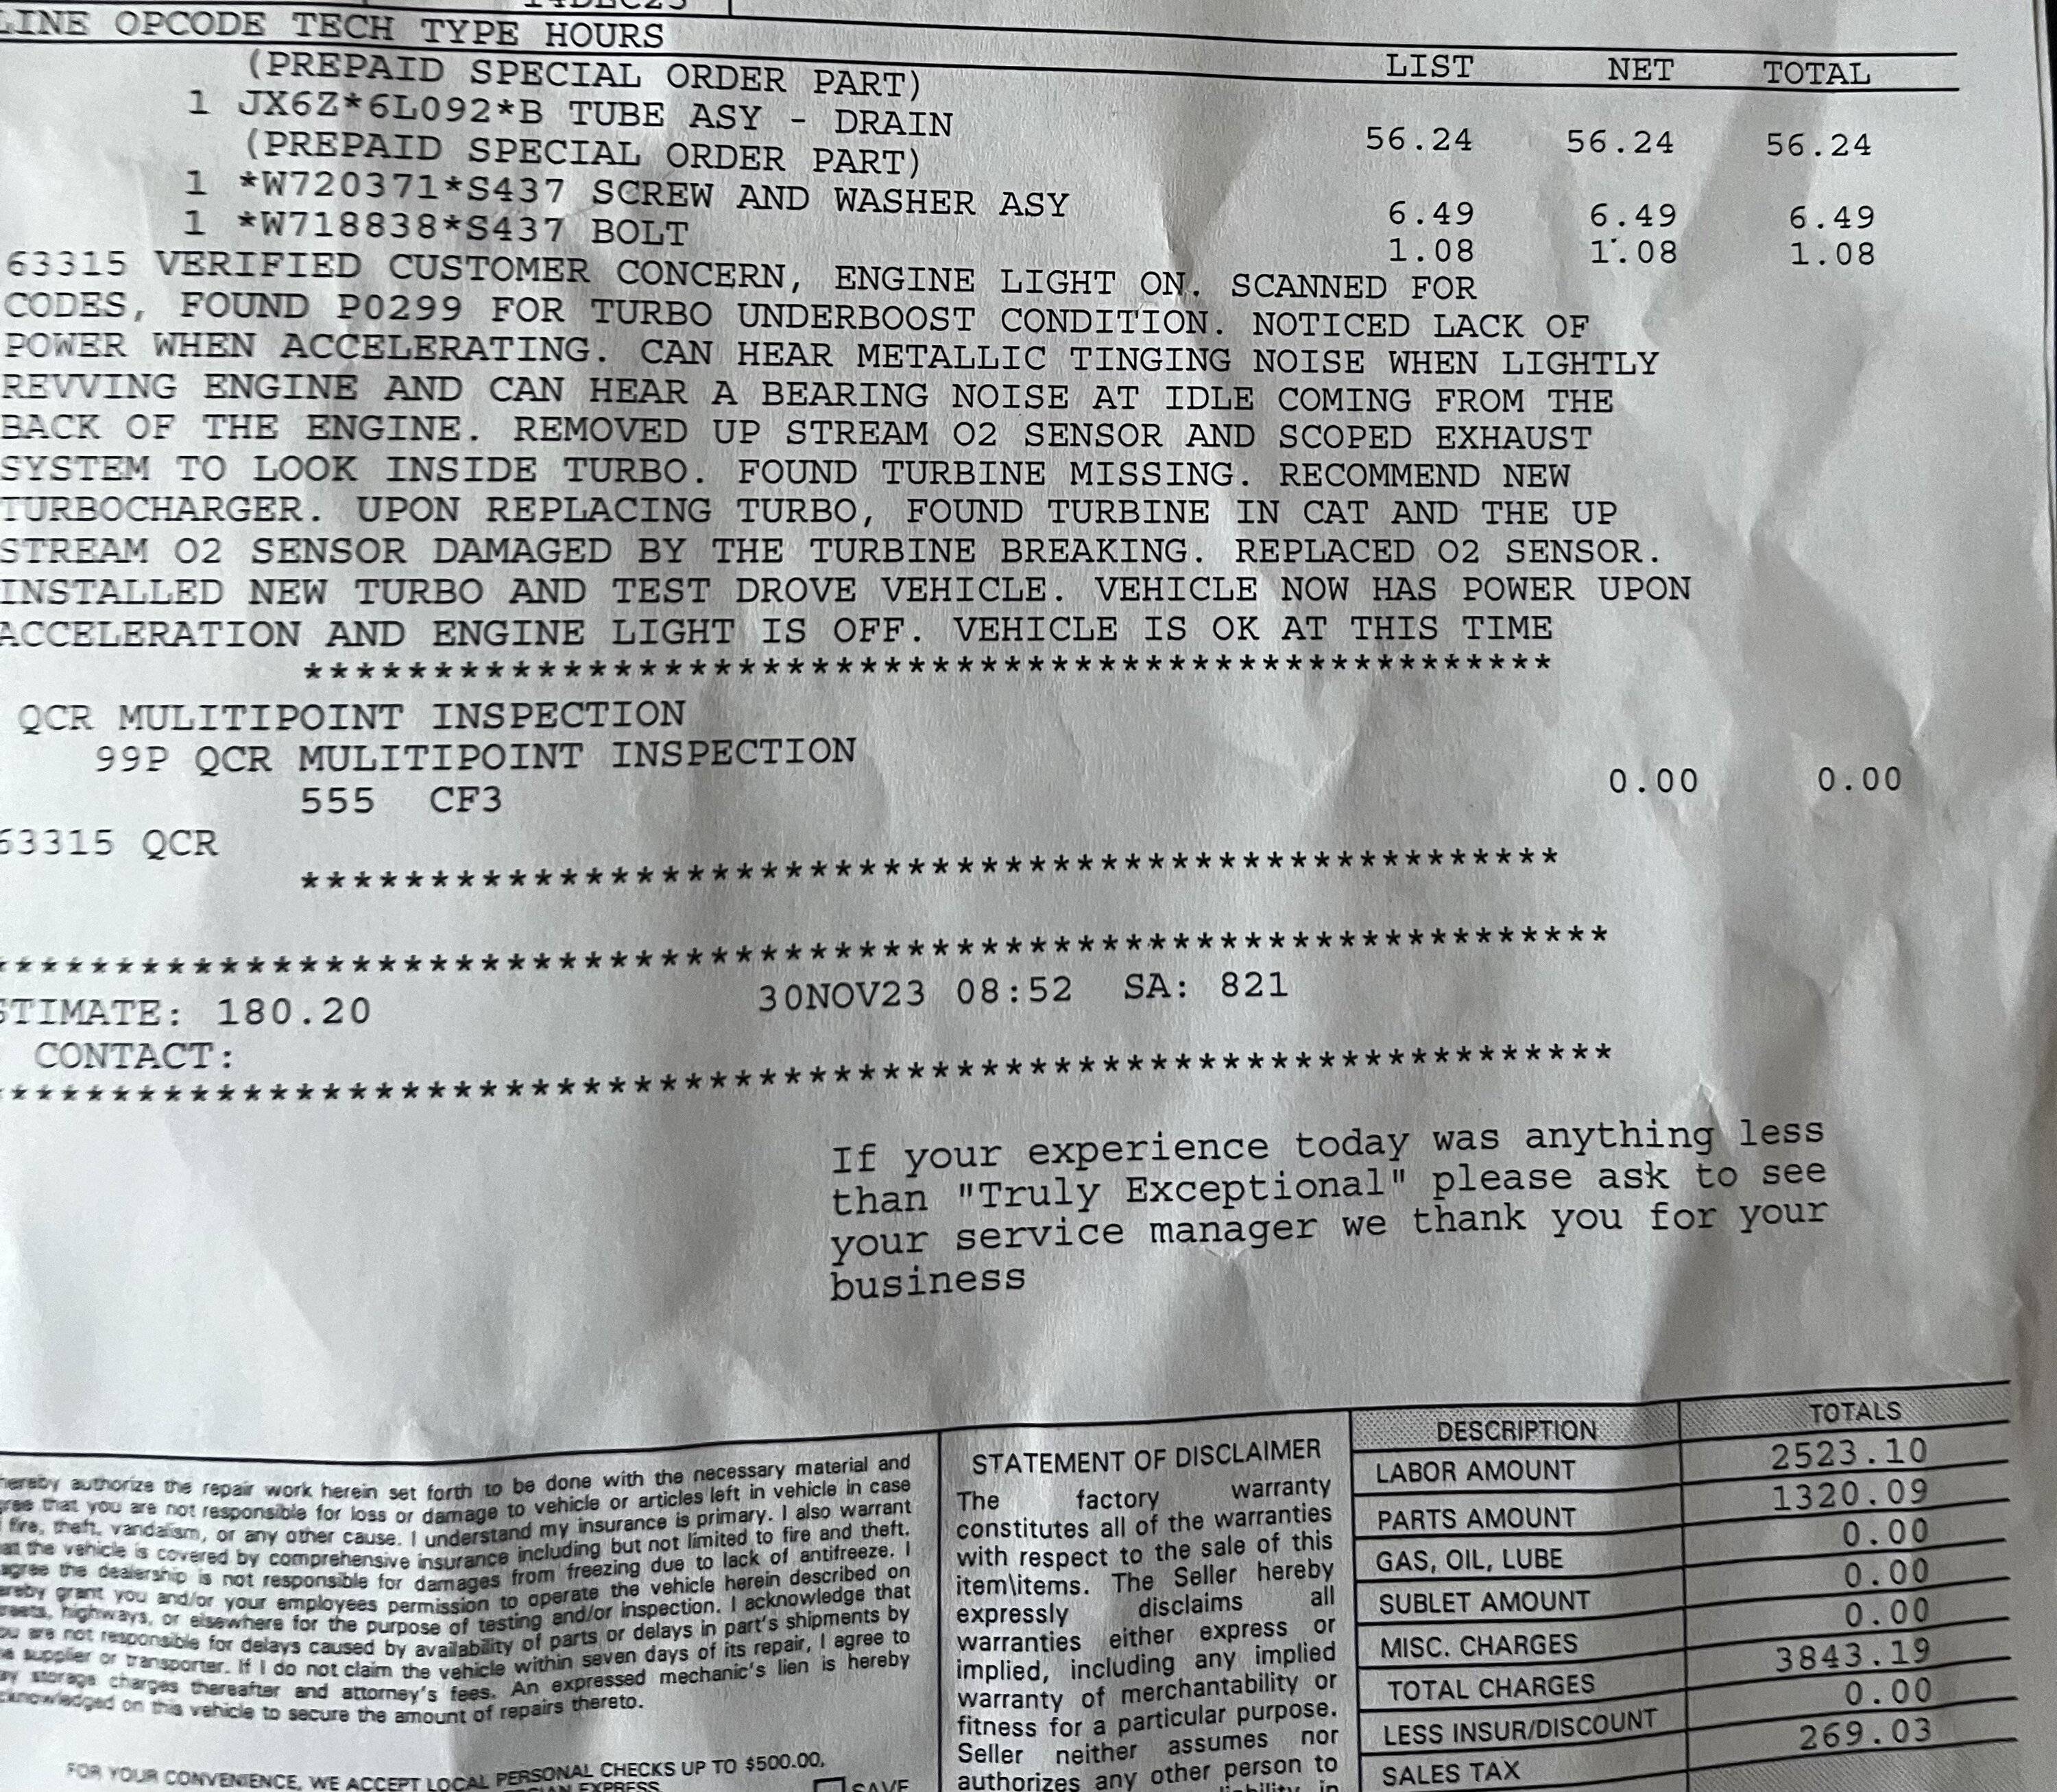 LINE OPCODE TECH TYPE HOURS
LIST NET TOTAL
(PREPAID SPECIAL ORDER PART)
1 JX6Z*6L092*B TUBE ASY - DRAIN 56.24 56.24 56.24
(PREPAID SPECIAL ORDER PART)
1 *W720371*S437 SCREW AND WASHER ASY 6.49 6.49 6.49
1 *W718838*S437 BOLT 1.08 1.08 1.08
63315 VERIFIED CUSTOMER CONCERN, ENGINE LIGHT ON. SCANNED FOR
CODES, FOUND P0299 FOR TURBO UNDERBOOST CONDITION. NOTICED LACK OF
POWER WHEN ACCELERATING. CAN HEAR METALLIC TINGING NOISE WHEN LIGHTLY
REVVING ENGINE AND CAN HEAR A BEARING NOISE AT IDLE COMING FROM THE
BACK OF THE ENGINE. REMOVED UP STREAM O2 SENSOR AND SCOPED EXHAUST
SYSTEM TO LOOK INSIDE TURBO. FOUND TURBINE MISSING. RECOMMEND NEW
TURBOCHARGER. UPON REPLACING TURBO, FOUND TURBINE IN CAT AND THE UP
STREAM O2 SENSOR DAMAGED BY THE TURBINE BREAKING. REPLACED O2 SENSOR.
INSTALLED NEW TURBO AND TEST DROVE VEHICLE. VEHICLE NOW HAS POWER UPON
ACCELERATION AND ENGINE LIGHT IS OFF. VEHICLE IS OK AT THIS TIME
************************************************
QCR MULITIPOINT INSPECTION
99P QCR MULITIPOINT INSPECTION
555 CF3 0.00 0.00
63315 QCR
************************************************
**************************************************************
STIMATE: 180.20 30NOV23 08:52 SA: 821
CONTACT:
**************************************************************
If your experience today was anything less
than "Truly Exceptional" please ask to see
your service manager we thank you for your
business
hereby authorize the repair work herein set forth to be done with the necessary material and
gree that you are not responsible for loss or damage to vehicle or articles left in vehicle in case
fire, theft, vandalism, or any other cause. I understand my insurance is primary. I also warrant
at the vehicle is covered by comprehensive insurance including but not limited to fire and theft.
agree the dealership is not responsible for damages from freezing due to lack of antifreeze. I
ereby grant you and/or your employees permission to operate the vehicle herein described on
reets, highways, or elsewhere for the purpose of testing and/or inspection. I acknowledge that
ou are not responsible for delays caused by availability of parts or delays in part's shipments by
e supplier or transporter. If I do not claim the vehicle within seven days of its repair, I agree to
ay storage charges thereafter and attorney's fees. An expressed mechanic's lien is hereby
cknowledged on this vehicle to secure the amount of repairs thereto.
FOR YOUR CONVENIENCE, WE ACCEPT LOCAL PERSONAL CHECKS UP TO $500.00,
EXPRESS
SAVE
STATEMENT OF DISCLAIMER
The factory warranty
constitutes all of the warranties
with respect to the sale of this
item\items. The Seller hereby
expressly disclaims all
warranties either express or
implied, including any implied
warranty of merchantability or
fitness for a particular purpose.
Seller neither assumes nor
authorizes any other person to
liability in
DESCRIPTION TOTALS
LABOR AMOUNT 2523.10
PARTS AMOUNT 1320.09
GAS, OIL, LUBE 0.00
SUBLET AMOUNT 0.00
MISC. CHARGES 0.00
TOTAL CHARGES 3843.19
LESS INSUR/DISCOUNT 0.00
SALES TAX 269.03